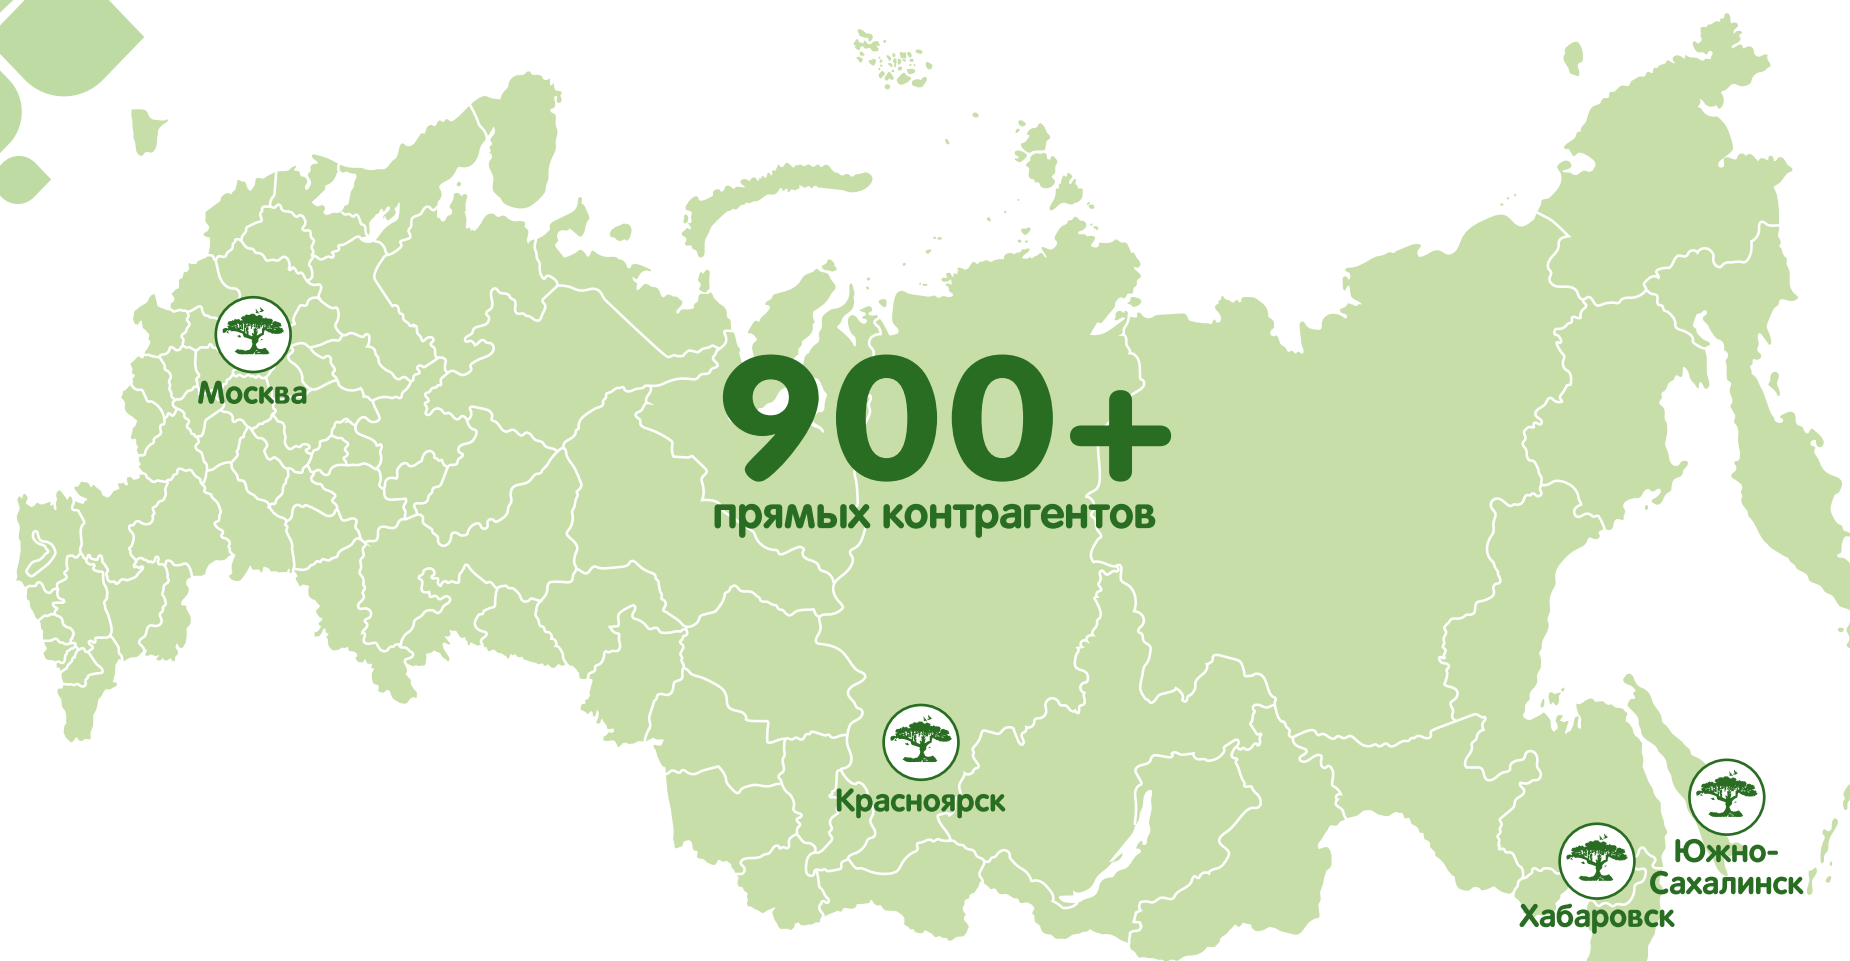 Москва
900+
прямых контрагентов
Красноярск
Южно-
Сахалинск
Хабаровск